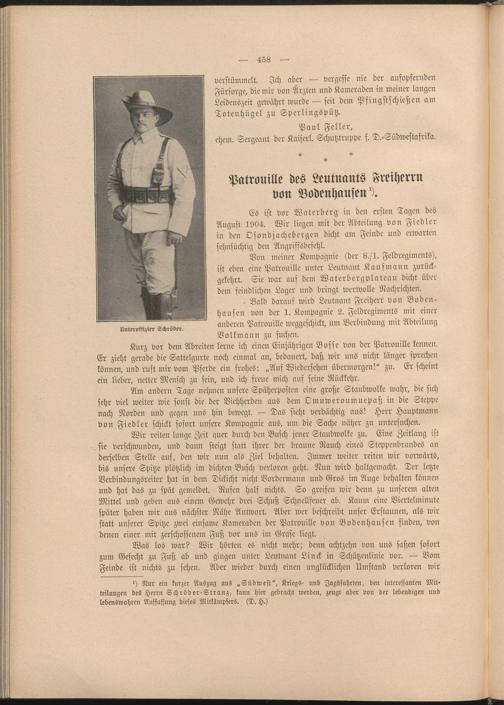 — 458 —
verstümmelt. Ich aber — vergesse nie der aufopfernden
Fürsorge, die mir von Ärzten und Kameraden in meiner langen
Leidenszeit gewährt wurde — seit dem Pfingstschießen am
Totenhügel zu Sperlingspütz.
Paul Feller,
ehem. Sergeant der Kaiserl. Schutztruppe f. D.-Südwestafrika.
* * *
Patrouille des Leutnants Freiherrn
von Bodenhausen¹).
Es ist vor Waterberg in den ersten Tagen des
August 1904. Wir liegen mit der Abteilung von Fiedler
in den Osondjachebergen dicht am Feinde und erwarten
sehnsüchtig den Angriffsbefehl.
Von meiner Kompagnie (der 8./1. Feldregiments),
ist eben eine Patrouille unter Leutnant Kaufmann zurück-
gekehrt. Sie war auf dem Waterbergplateau dicht über
dem feindlichen Lager und bringt wertvolle Nachrichten.
Bald darauf wird Leutnant Freiherr von Boden-
hausen von der 1. Kompagnie 2. Feldregiments mit einer
anderen Patrouille weggeschickt, um Verbindung mit Abteilung
Volkmann zu suchen.
Unteroffizier Schröder.
Kurz vor dem Abreiten lerne ich einen Einjährigen Bosse von der Patrouille kennen.
Er zieht gerade die Sattelgurte noch einmal an, bedauert, daß wir uns nicht länger sprechen
können, und ruft mir vom Pferde ein frohes: „Auf Wiedersehen übermorgen!“ zu. Er scheint
ein lieber, netter Mensch zu sein, und ich freue mich auf seine Rückkehr.
Am andern Tage nehmen unsere Spähposten eine große Staubwolke wahr, die sich
sehr viel weiter wie sonst die der Viehherden aus dem Omuweroumuepaß in die Steppe
nach Norden und gegen uns hin bewegt. — Das sieht verdächtig aus! Herr Hauptmann
von Fiedler schickt sofort unsere Kompagnie aus, um die Sache näher zu untersuchen.
Wir reiten lange Zeit quer durch den Busch jener Staubwolke zu. Eine Zeitlang ist
sie verschwunden, und dann steigt statt ihrer der braune Rauch eines Steppenbrandes an
derselben Stelle auf, den wir nun als Ziel behalten. Immer weiter reiten wir vorwärts,
bis unsere Spitze plötzlich im dichten Busch verloren geht. Nun wird haltgemacht. Der letzte
Verbindungsreiter hat in dem Dickicht nicht Vordermann und Gros im Auge behalten können
und hat das zu spät gemeldet. Rufen half nichts. So greifen wir denn zu unserem alten
Mittel und geben aus einem Gewehr drei Schuß Schnellfeuer ab. Kaum eine Viertelminute
später haben wir aus nächster Nähe Antwort. Aber wer beschreibt unser Erstaunen, als wir
statt unserer Spitze zwei einsame Kameraden der Patrouille von Bodenhausen finden, von
denen einer mit zerschossenem Fuß vor uns im Grase liegt.
Was los war? Wir hörten es nicht mehr; denn achtzehn von uns saßen sofort
zum Gefecht zu Fuß ab und gingen unter Leutnant Linck in Schützenlinie vor. — Vom
Feinde ist nichts zu sehen. Aber wieder durch einen unglücklichen Umstand verloren wir
¹) Nur ein kurzer Auszug aus „Südwest“, Kriegs- und Jagdfahrten, den interessanten Mit-
teilungen des Herrn Schröder-Stranz, kann hier gebracht werden, zeugt aber von der lebendigen und
lebenswahren Auffassung dieses Mitkämpfers. (D. H.)